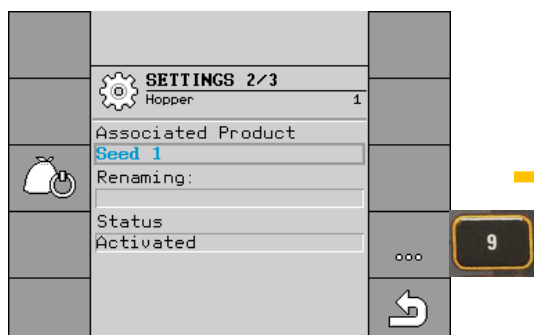 SETTINGS 2/3
Hopper 1
Associated Product
Seed 1
Renaming:
Status
Activated
ooo 9